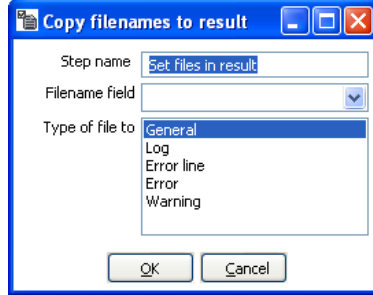 Copy filenames to result
Step name Set files in result
Filename field
Type of file to General
Log
Error line
Error
Warning
OK Cancel